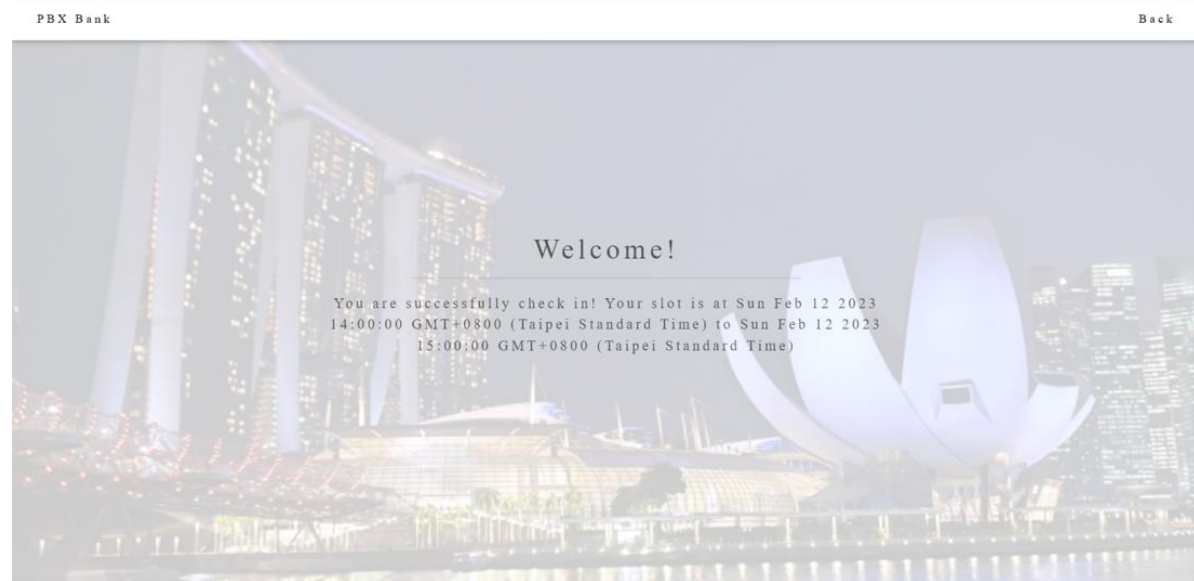 PBX Bank
Back
Welcome!
You are successfully check in! Your slot is at Sun Feb 12 2023
14:00:00 GMT+0800 (Taipei Standard Time) to Sun Feb 12 2023
15:00:00 GMT+0800 (Taipei Standard Time)